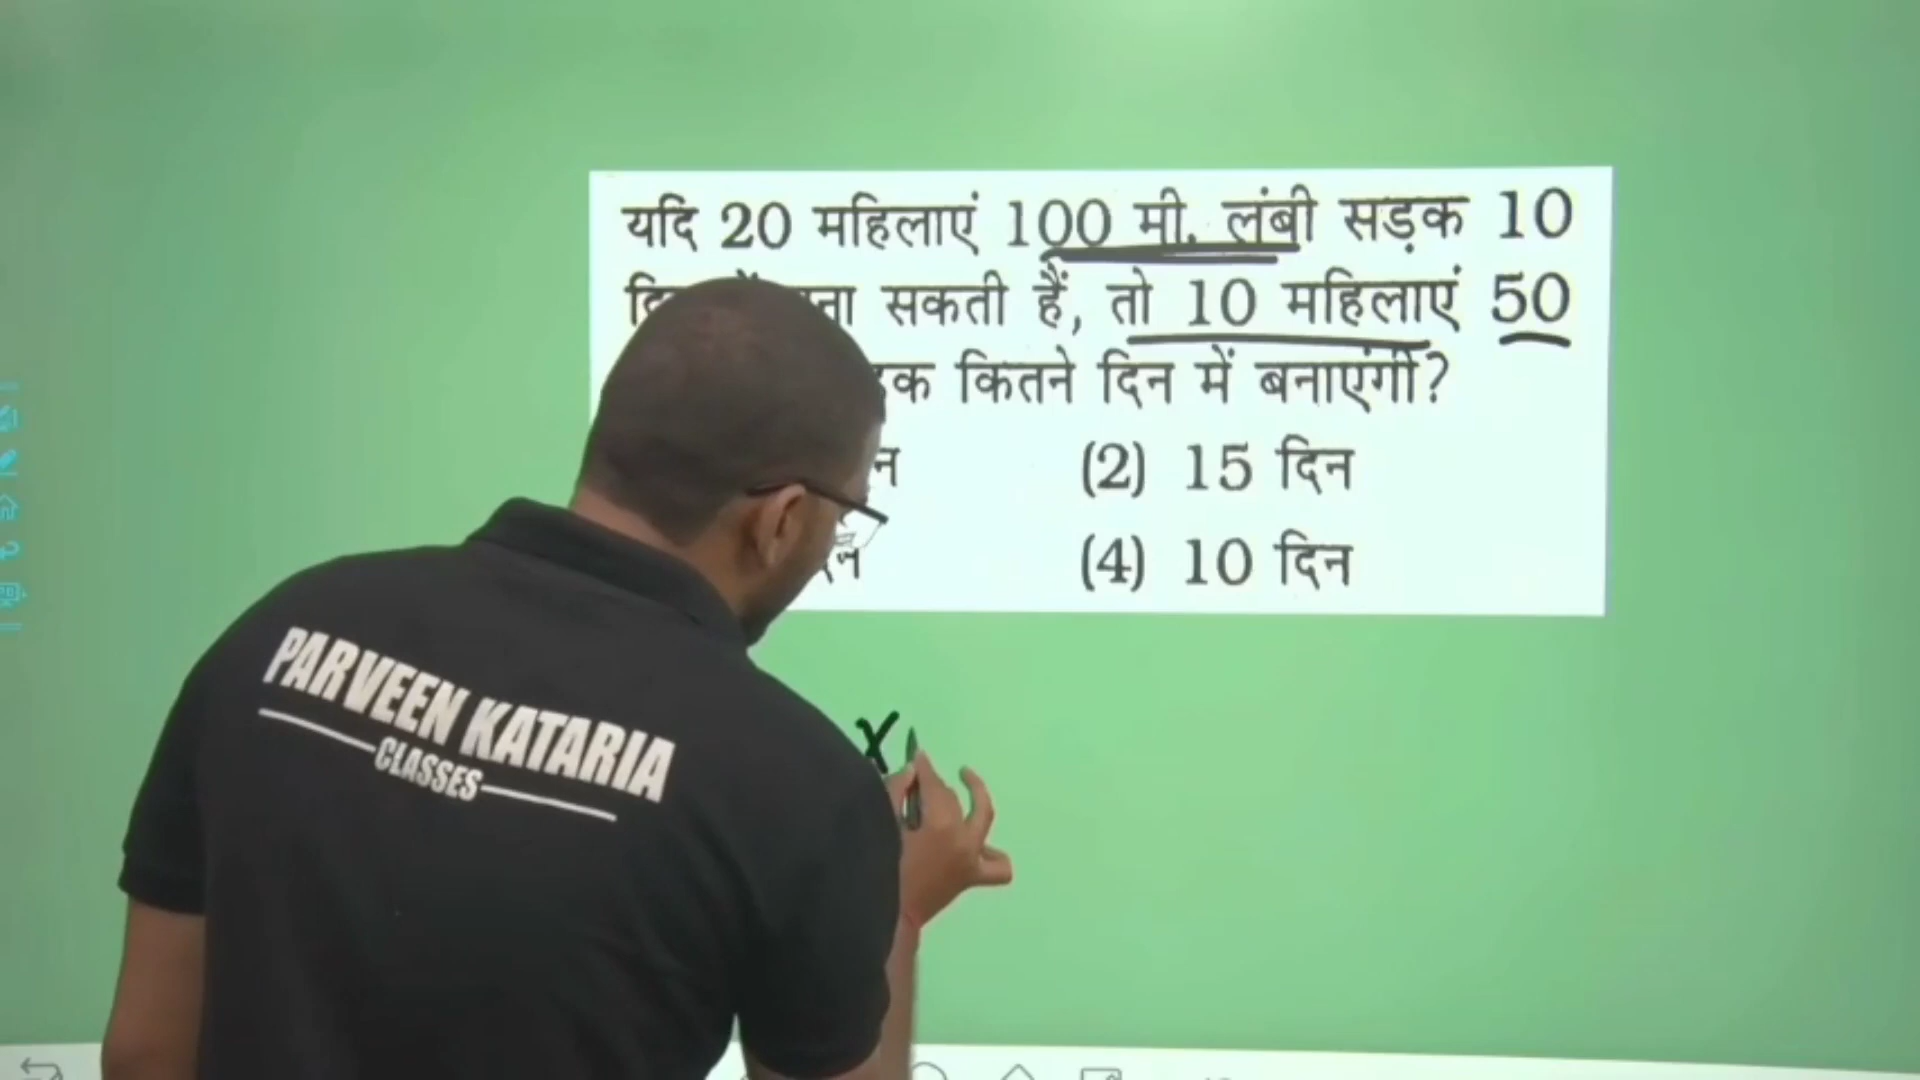 यदि 20 महिलाएं 100 मी. लंबी सड़क 10
सकती हैं, तो 10 महिलाएं 50
कितने दिन में बनाएंगी?
(2) 15 दिन
(4) 10 दिन
X
PARVEEN KATARIA
CLASSES